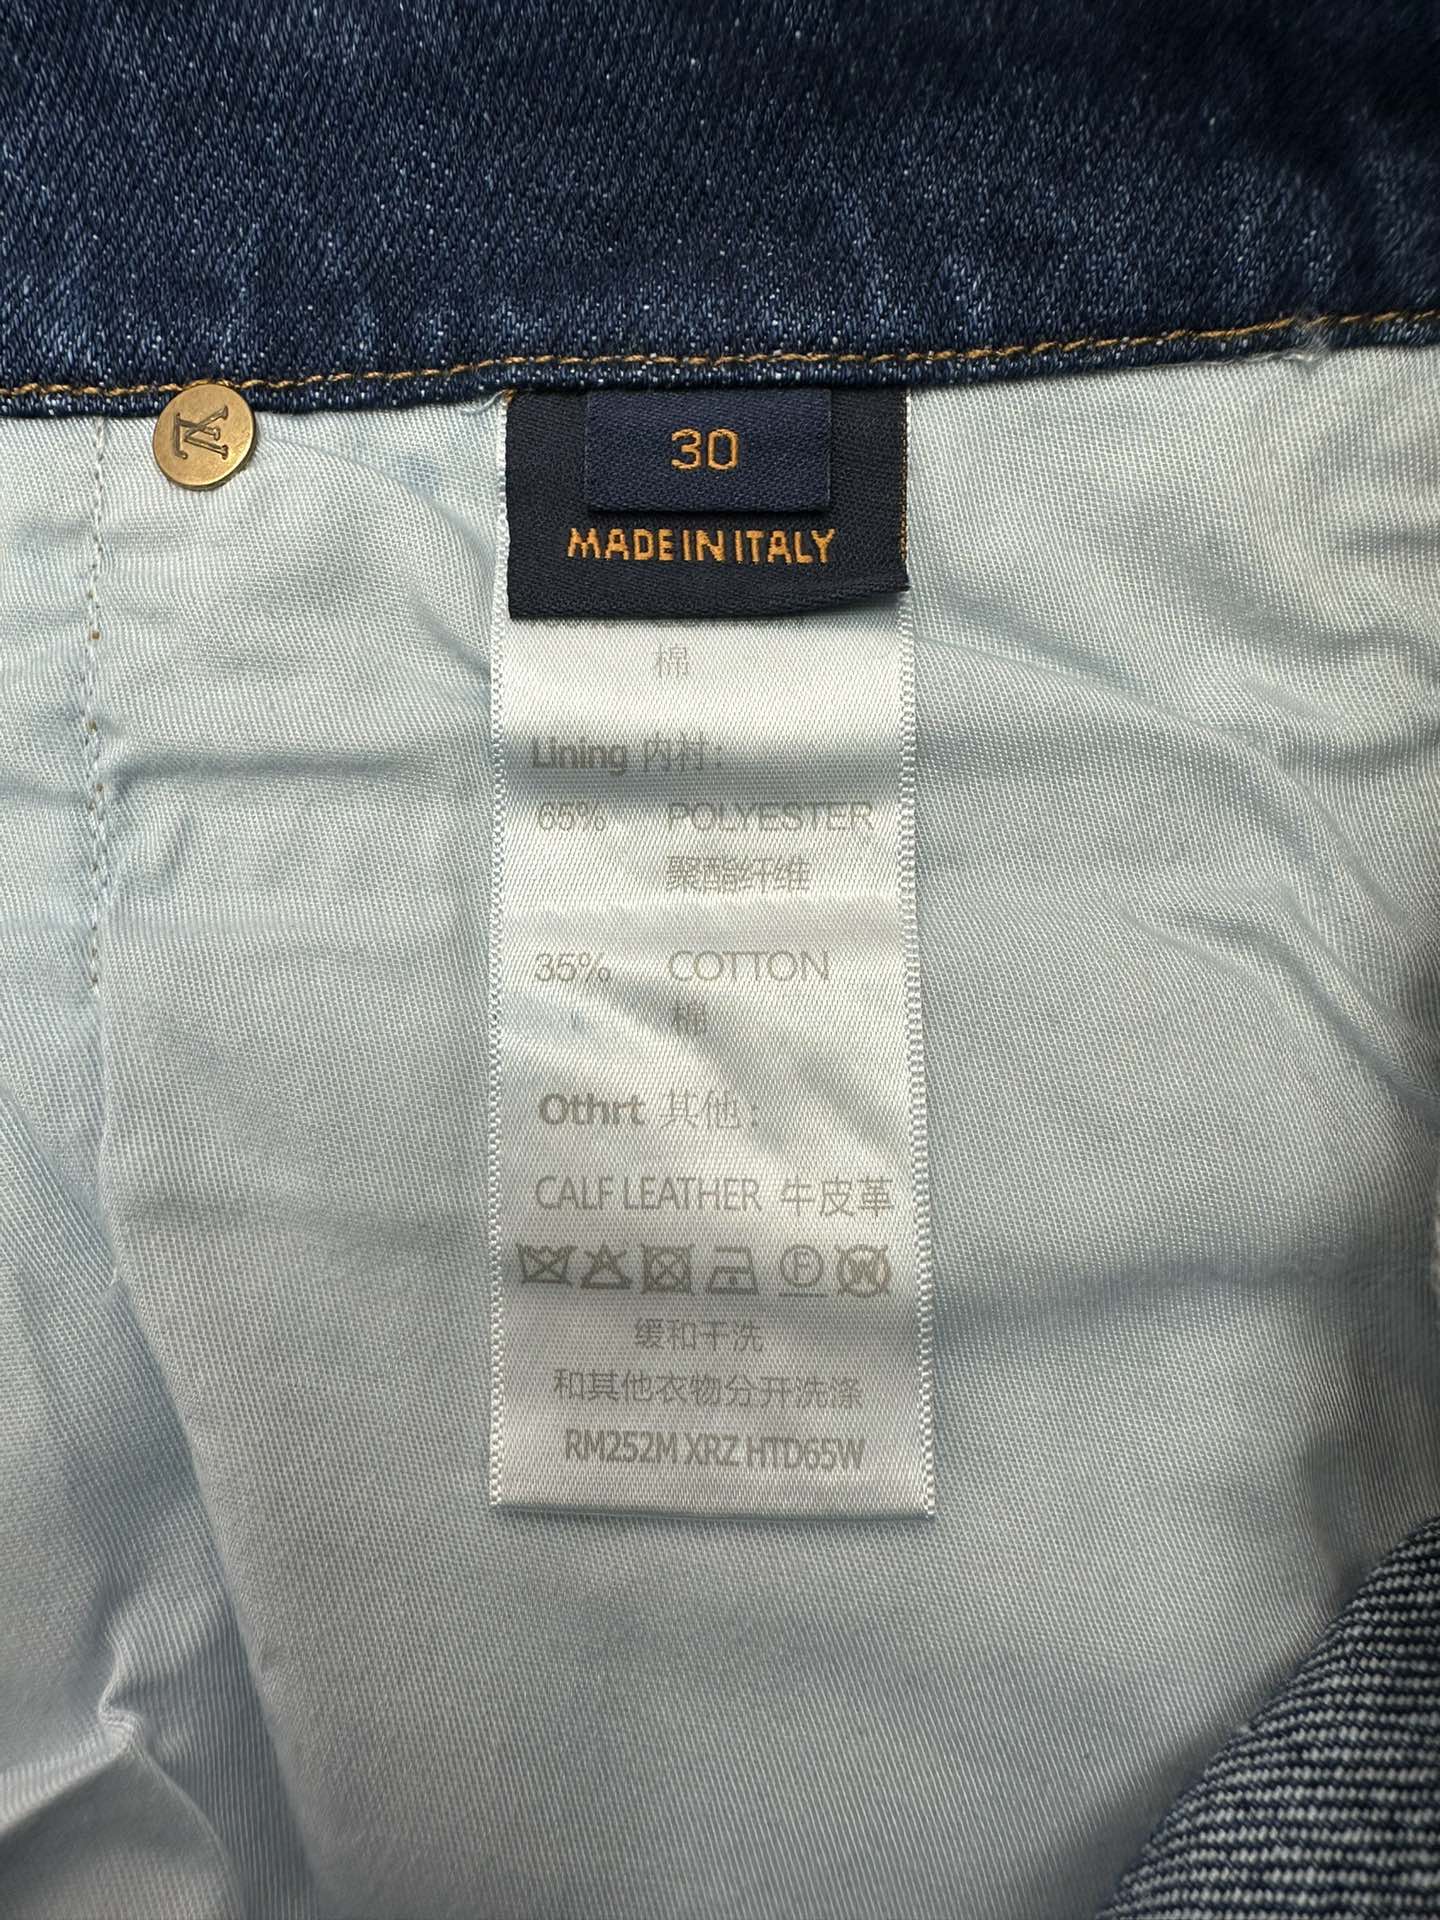 LV
30
MADE IN ITALY
棉
Lining 内村:
65% POLYESTER
聚酯纤维
35% COTTON
棉
Othrt 其他:
CALF LEATHER 牛皮革
P W
缓和干洗
和其他衣物分开洗涤
RM252M XRZ HTD65W